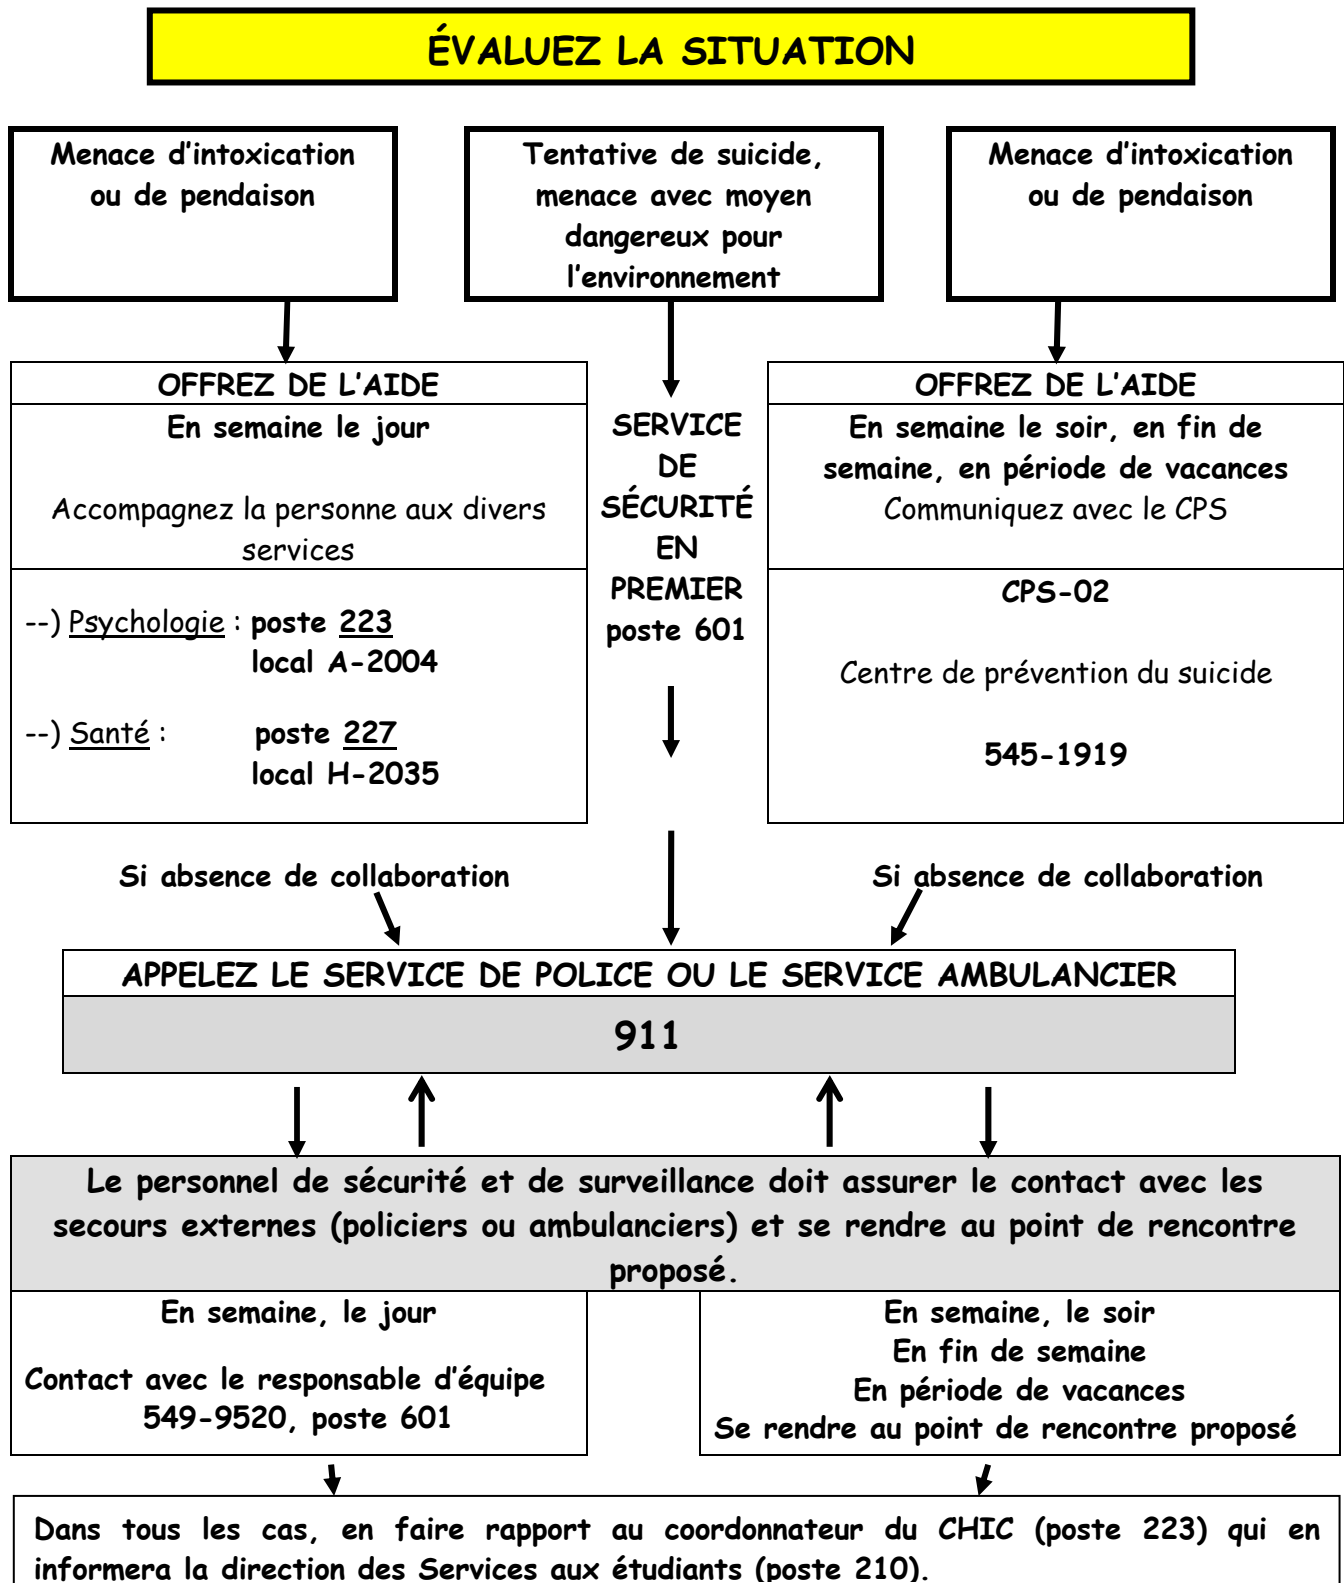 ÉVALUEZ LA SITUATION
Menace d'intoxication
ou de pendaison
Tentative de suicide,
menace avec moyen
dangereux pour
l'environnement
Menace d'intoxication
ou de pendaison
OFFREZ DE L'AIDE
En semaine le jour
Accompagnez la personne aux divers
services
--) Psychologie : poste 223
local A-2004
--) Santé : poste 227
local H-2035
SERVICE
DE
SÉCURITÉ
EN
PREMIER
poste 601
OFFREZ DE L'AIDE
En semaine le soir, en fin de
semaine, en période de vacances
Communiquez avec le CPS
CPS-02
Centre de prévention du suicide
545-1919
Si absence de collaboration
Si absence de collaboration
APPELEZ LE SERVICE DE POLICE OU LE SERVICE AMBULANCIER
911
Le personnel de sécurité et de surveillance doit assurer le contact avec les
secours externes (policiers ou ambulanciers) et se rendre au point de rencontre
proposé.
En semaine, le jour
Contact avec le responsable d'équipe
549-9520, poste 601
En semaine, le soir
En fin de semaine
En période de vacances
Se rendre au point de rencontre proposé
Dans tous les cas, en faire rapport au coordonnateur du CHIC (poste 223) qui en
informera la direction des Services aux étudiants (poste 210).